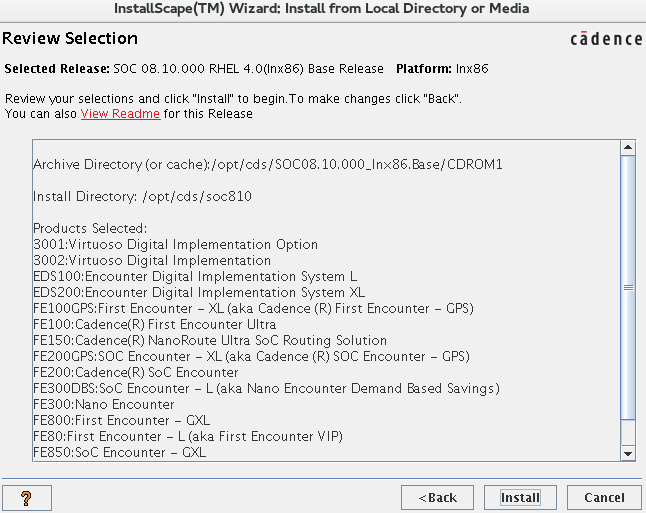 InstallScape(TM) Wizard: Install from Local Directory or Media
Review Selection
cādence
Selected Release: SOC 08.10.000 RHEL 4.0(lnx86) Base Release Platform: lnx86
Review your selections and click "Install" to begin.To make changes click "Back".
You can also View Readme for this Release
Archive Directory (or cache):/opt/cds/SOC08.10.000_lnx86.Base/CDROM1
Install Directory: /opt/cds/soc810
Products Selected:
3001:Virtuoso Digital Implementation Option
3002:Virtuoso Digital Implementation
EDS100:Encounter Digital Implementation System L
EDS200:Encounter Digital Implementation System XL
FE100GPS:First Encounter - XL (aka Cadence (R) First Encounter - GPS)
FE100:Cadence(R) First Encounter Ultra
FE150:Cadence(R) NanoRoute Ultra SoC Routing Solution
FE200GPS:SOC Encounter - XL (aka Cadence (R) SOC Encounter - GPS)
FE200:Cadence(R) SoC Encounter
FE300DBS:SoC Encounter - L (aka Nano Encounter Demand Based Savings)
FE300:Nano Encounter
FE800:First Encounter - GXL
FE80:First Encounter - L (aka First Encounter VIP)
FE850:SoC Encounter - GXL
?
<Back
Install
Cancel